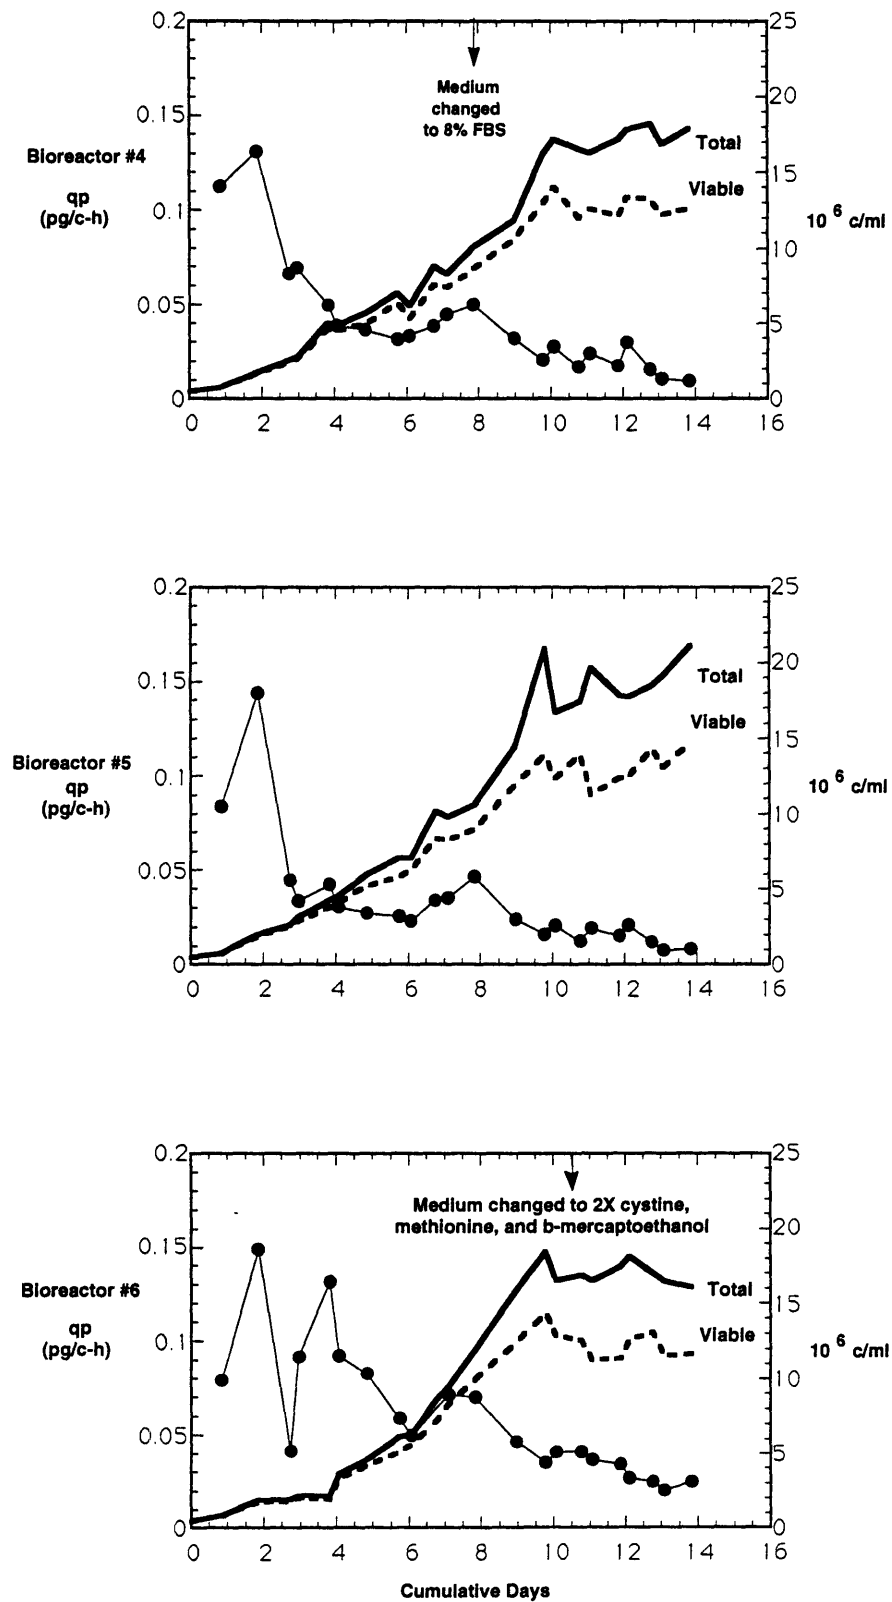 0.2
25
Medium
changed
to 8% FBS
20
0.15
Total
Bioreactor #4
15
Viable
qp
(pg/c-h)
0.1
10 6 c/ml
10
0.05
5
0
0
0 2 4 6 8 10 12 14 16
0.2
25
20
0.15
Total
Viable
15
Bioreactor #5
qp
(pg/c-h)
0.1
10 6 c/ml
10
0.05
5
0
0
0 2 4 6 8 10 12 14 16
0.2
25
Medium changed to 2X cystine,
methionine, and b-mercaptoethanol
20
0.15
Bioreactor #6
Total
15
qp
(pg/c-h)
Viable
0.1
10 6 c/ml
10
0.05
5
0
0
0 2 4 6 8 10 12 14 16
Cumulative Days